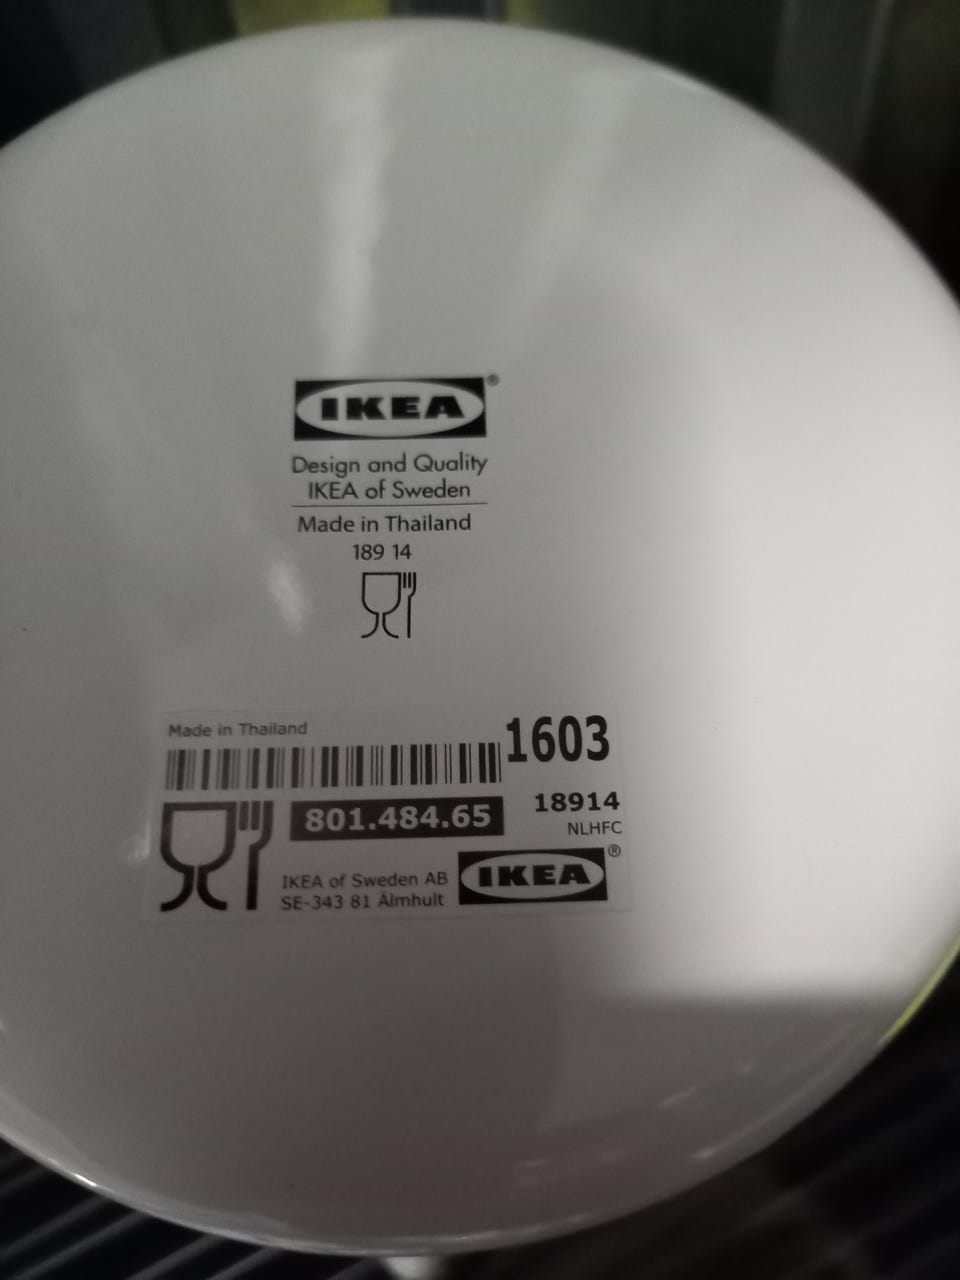 IKEA®
Design and Quality
IKEA of Sweden
Made in Thailand
189 14
Made in Thailand
1603
801.484.65
18914
NLHFC
IKEA of Sweden AB
SE-343 81 Älmhult
IKEA®